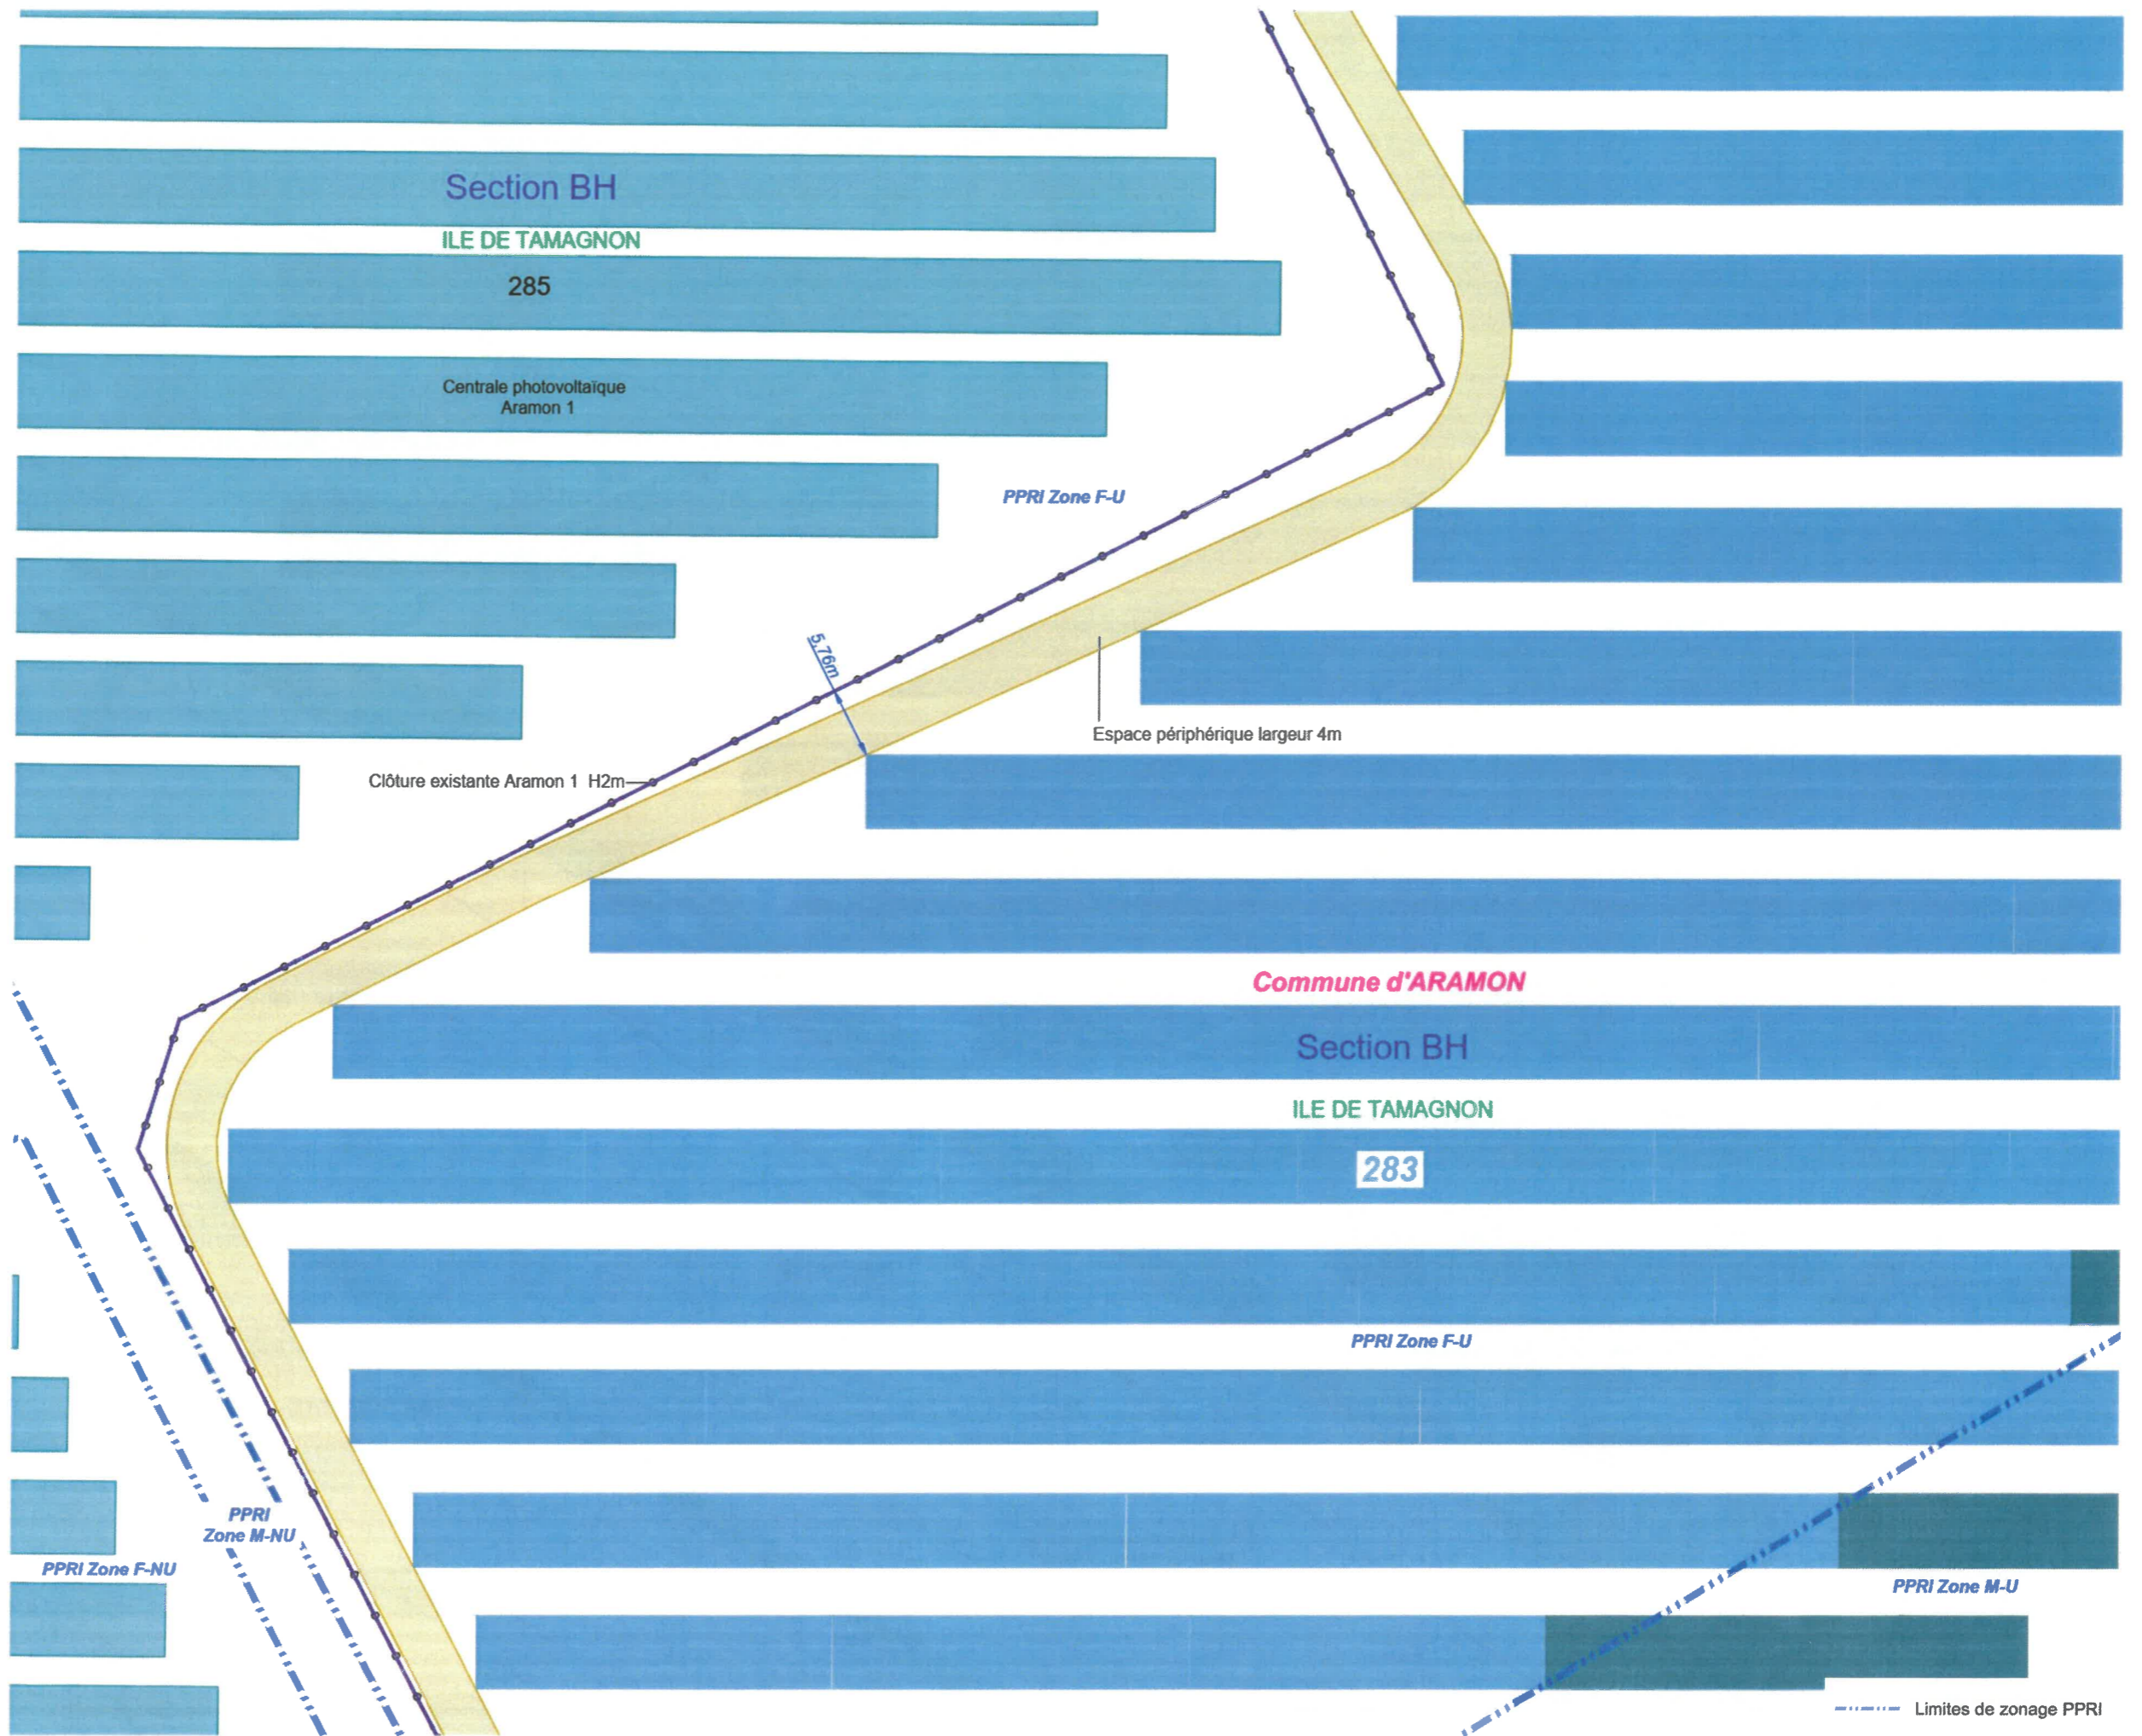 Section BH
ILE DE TAMAGNON
285
Centrale photovoltaïque
Aramon 1
PPRI Zone F-U
5,76m
Espace périphérique largeur 4m
Clôture existante Aramon 1 H2m
Commune d'ARAMON
Section BH
ILE DE TAMAGNON
283
PPRI Zone F-U
PPRI
Zone M-NU
PPRI Zone F-NU
PPRI Zone M-U
Limites de zonage PPRI